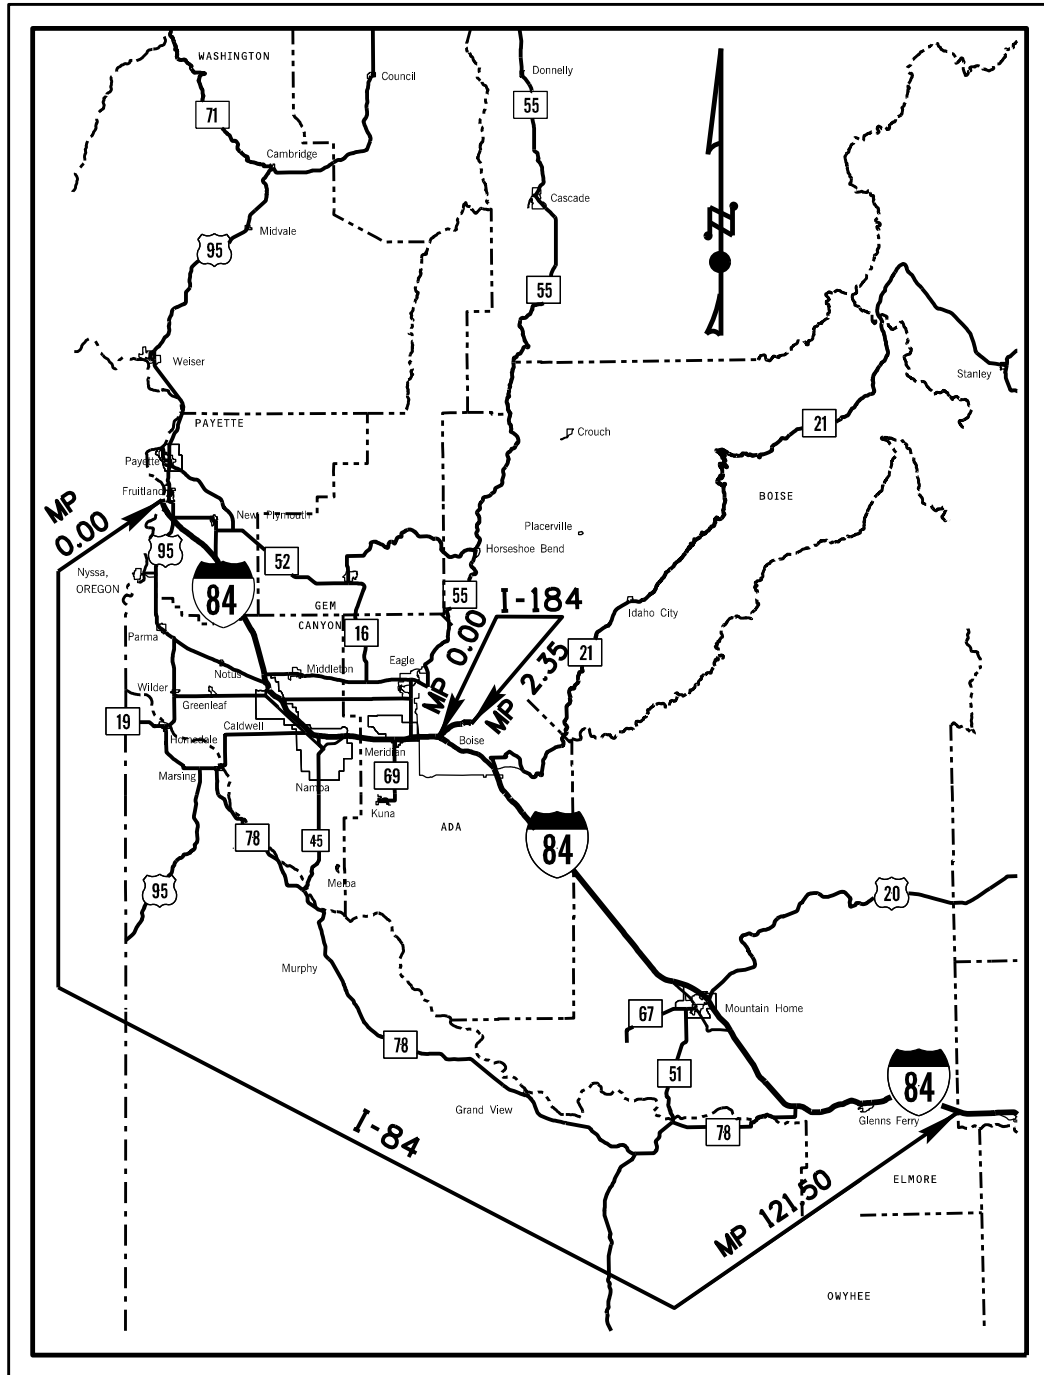 WASHINGTON
Council
Donnelly
71
55
Cambridge
Cascade
Midvale
95
55
Weiser
Stanley
PAYETTE
Crouch
21
Payette
Fruitland
MP
0.00
BOISE
New Plymouth
Placerville
95
Horseshoe Bend
52
Nyssa,
OREGON
84
55
I-184
GEM
CANYON
16
Idaho City
Parma
MP 0.00
MP 2.35
21
Eagle
Notus
Middleton
Wilder
Greenleaf
19
Caldwell
Homedale
Meridian
Boise
Marsing
69
Nampa
Kuna
ADA
78
45
84
Melba
95
20
Murphy
67
Mountain Home
78
51
84
Grand View
Glenns Ferry
78
I-84
ELMORE
MP 121.50
OWYHEE